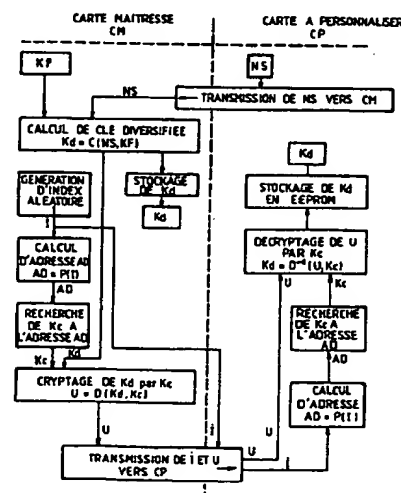 CARTE MAITRESSE
CM
CARTE A PERSONNALISER
CP
KF
NS
NS
TRANSMISSION DE NS VERS CM
CALCUL DE CLE DIVERSIFIEE
Kd = C(NS,KF)
STOCKAGE
DE Kd
Kd
GENERATION
D'INDEX
ALEATOIRE
I
CALCUL
D'ADRESSE AD
AD = P(I)
AD
RECHERCHE
DE Kc A
L'ADRESSE AD
Kc
Kd
CRYPTAGE DE Kd par Kc
U = D(Kd,Kc)
U
i
TRANSMISSION DE i ET U
VERS CP
Kd
STOCKAGE DE Kd
EN EEPROM
DECRYPTAGE DE U
PAR Kc
Kd = D⁻¹(U,Kc)
U
Kc
RECHERCHE
DE Kc A
L'ADRESSE
AD
AD
CALCUL
D'ADRESSE
AD = P(I)
U
U
i